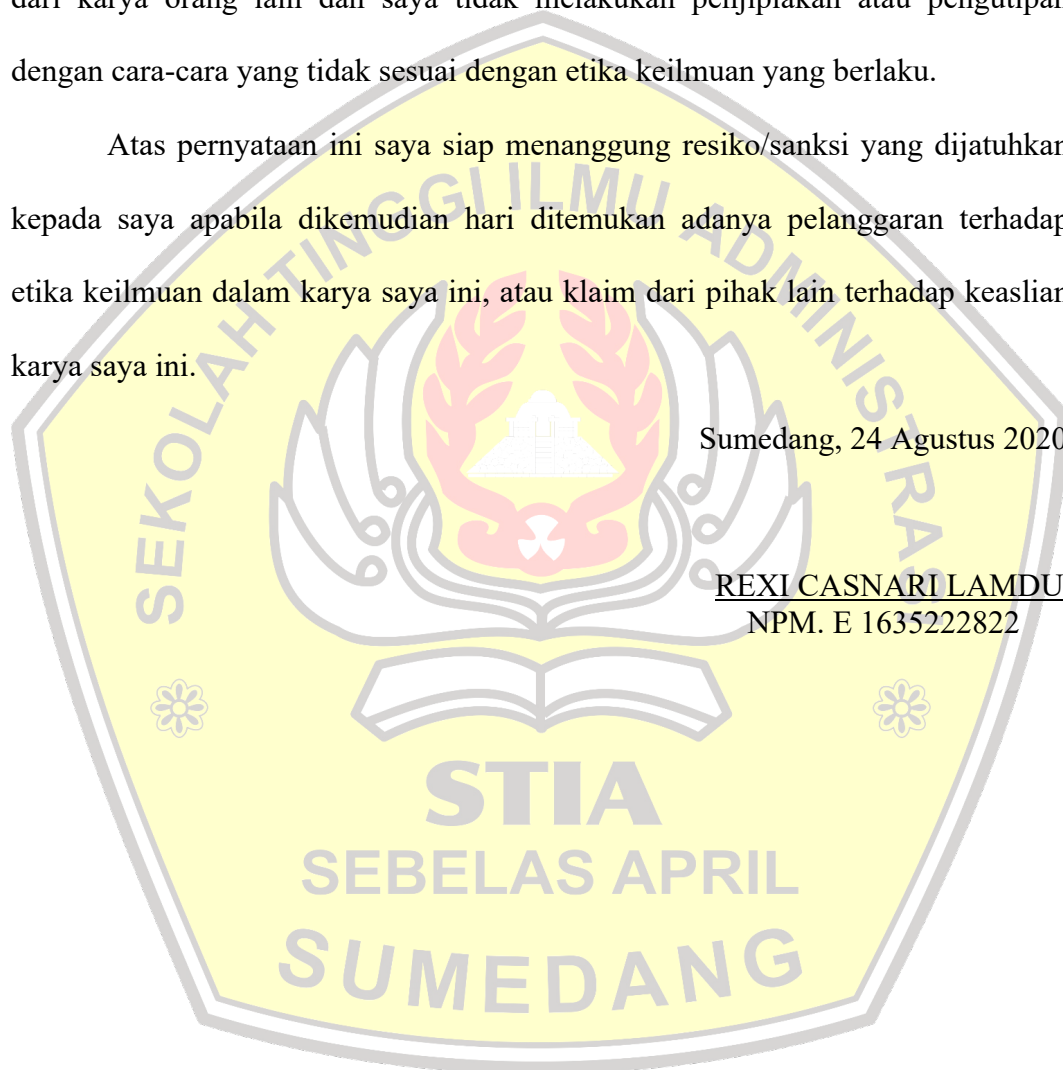 dari karya orang lain dan saya tidak melakukan penjiplakan atau pengutipan
dengan cara-cara yang tidak sesuai dengan etika keilmuan yang berlaku.
Atas pernyataan ini saya siap menanggung resiko/sanksi yang dijatuhkan
kepada saya apabila dikemudian hari ditemukan adanya pelanggaran terhadap
etika keilmuan dalam karya saya ini, atau klaim dari pihak lain terhadap keaslian
karya saya ini.
Sumedang, 24 Agustus 2020
REXI CASNARI LAMDU
NPM. E 1635222822
SEKOLAH TINGGI ILMU ADMINISTRASI
STIA
SEBELAS APRIL
SUMEDANG